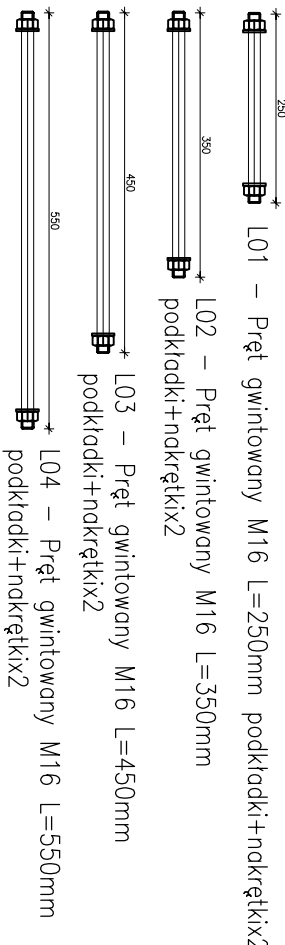 250
L01 – Pręt gwintowany M16 L=250mm podkładki+nakrętkix2
350
L02 – Pręt gwintowany M16 L=350mm
podkładki+nakrętkix2
450
L03 – Pręt gwintowany M16 L=450mm
podkładki+nakrętkix2
550
L04 – Pręt gwintowany M16 L=550mm
podkładki+nakrętkix2